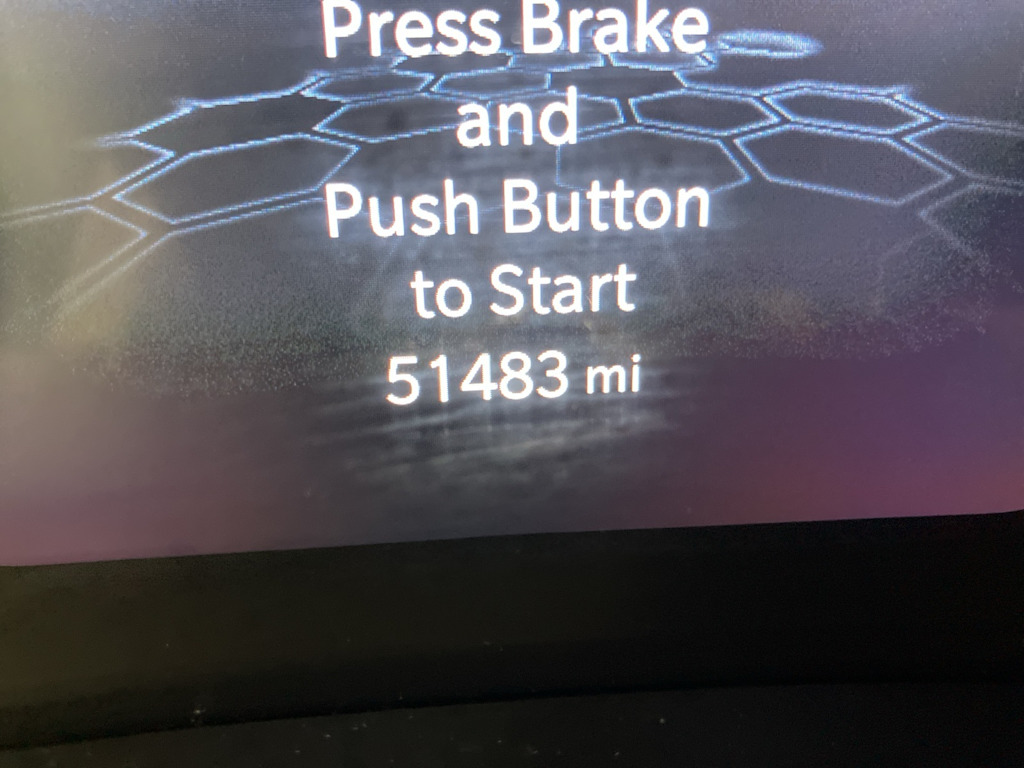 Press Brake
and
Push Button
to Start
51483 mi